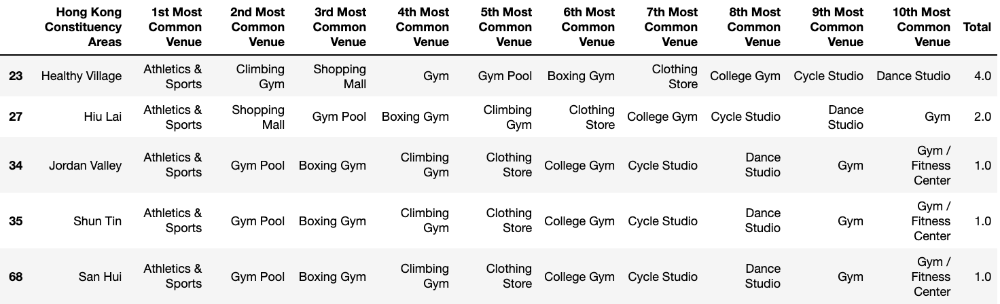 Hong Kong Constituency Areas 1st Most Common Venue 2nd Most Common Venue 3rd Most Common Venue 4th Most Common Venue 5th Most Common Venue 6th Most Common Venue 7th Most Common Venue 8th Most Common Venue 9th Most Common Venue 10th Most Common Venue Total
23 Healthy Village Athletics & Sports Climbing Gym Shopping Mall Gym Gym Pool Boxing Gym Clothing Store College Gym Cycle Studio Dance Studio 4.0
27 Hiu Lai Athletics & Sports Shopping Mall Gym Pool Boxing Gym Climbing Gym Clothing Store College Gym Cycle Studio Dance Studio Gym 2.0
34 Jordan Valley Athletics & Sports Gym Pool Boxing Gym Climbing Gym Clothing Store College Gym Cycle Studio Dance Studio Gym Gym / Fitness Center 1.0
35 Shun Tin Athletics & Sports Gym Pool Boxing Gym Climbing Gym Clothing Store College Gym Cycle Studio Dance Studio Gym Gym / Fitness Center 1.0
68 San Hui Athletics & Sports Gym Pool Boxing Gym Climbing Gym Clothing Store College Gym Cycle Studio Dance Studio Gym Gym / Fitness Center 1.0